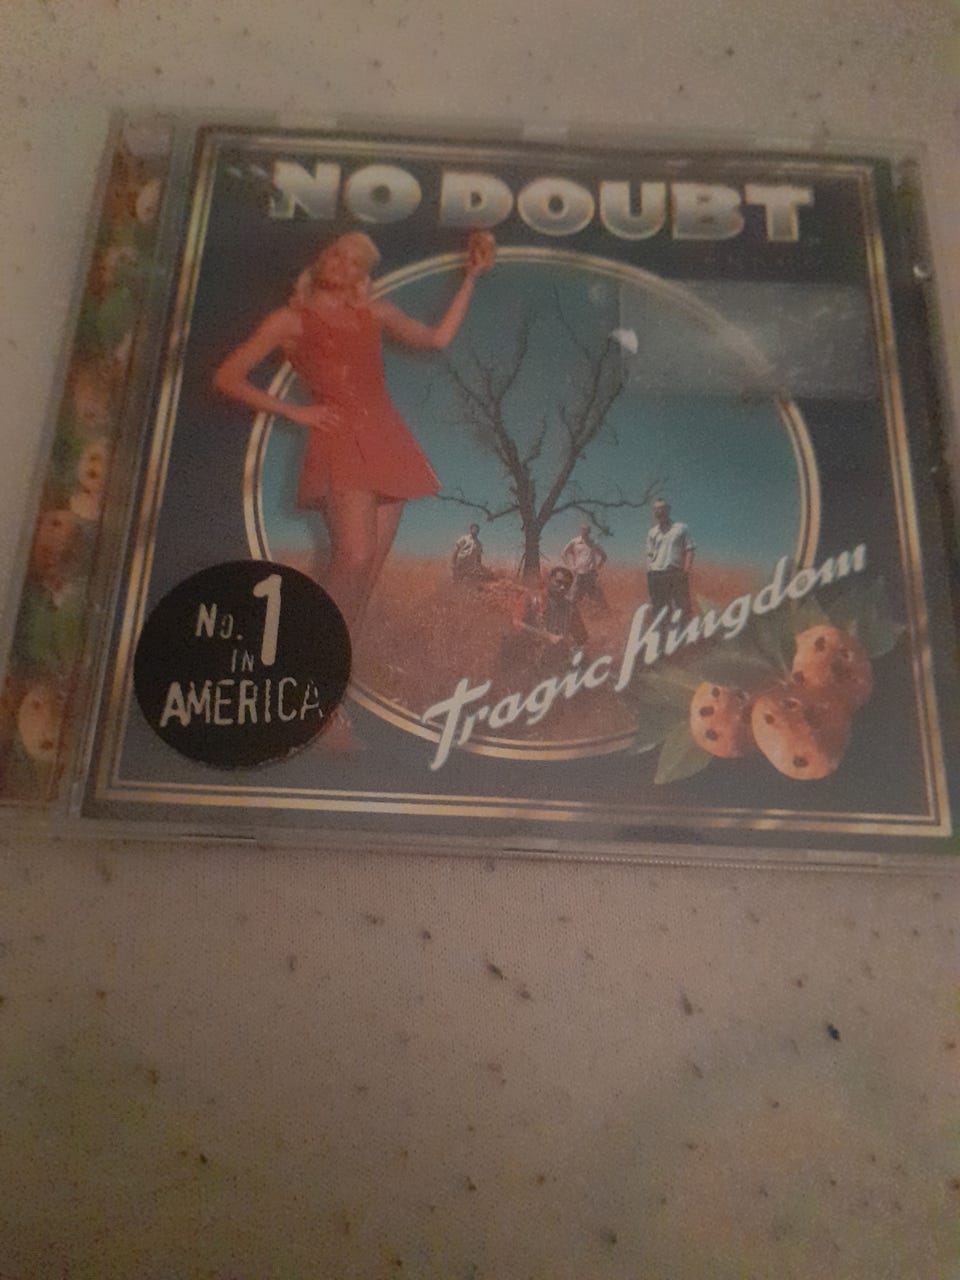 NO DOUBT
Tragic Kingdom
No. 1
IN
AMERICA